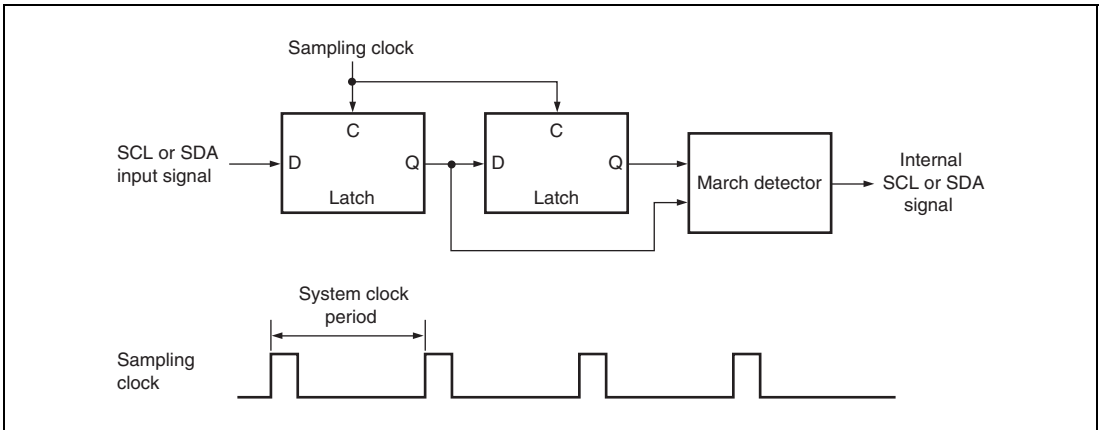 Sampling clock
C
C
SCL or SDA
input signal
D
Q
D
Q
Latch
Latch
March detector
Internal
SCL or SDA
signal
System clock
period
Sampling
clock